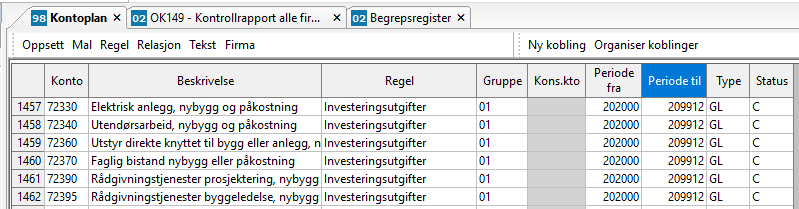 98 Kontoplan × 02 OK149 - Kontrollrapport alle fir... × 02 Begrepsregister ×
Oppsett Mal Regel Relasjon Tekst Firma Ny kobling Organiser koblinger
Konto Beskrivelse Regel Gruppe Kons.kto Periode fra Periode til Type Status
1457 72330 Elektrisk anlegg, nybygg og påkostning Investeringsutgifter 01 202000 209912 GL C
1458 72340 Utendørsarbeid, nybygg og påkostning Investeringsutgifter 01 202000 209912 GL C
1459 72360 Utstyr direkte knyttet til bygg eller anlegg, n Investeringsutgifter 01 202000 209912 GL C
1460 72370 Faglig bistand nybygg eller påkostning Investeringsutgifter 01 202000 209912 GL C
1461 72390 Rådgivningstjenester prosjektering, nybygg Investeringsutgifter 01 202000 209912 GL C
1462 72395 Rådgivningstjenester byggeledelse, nybygg Investeringsutgifter 01 202000 209912 GL C